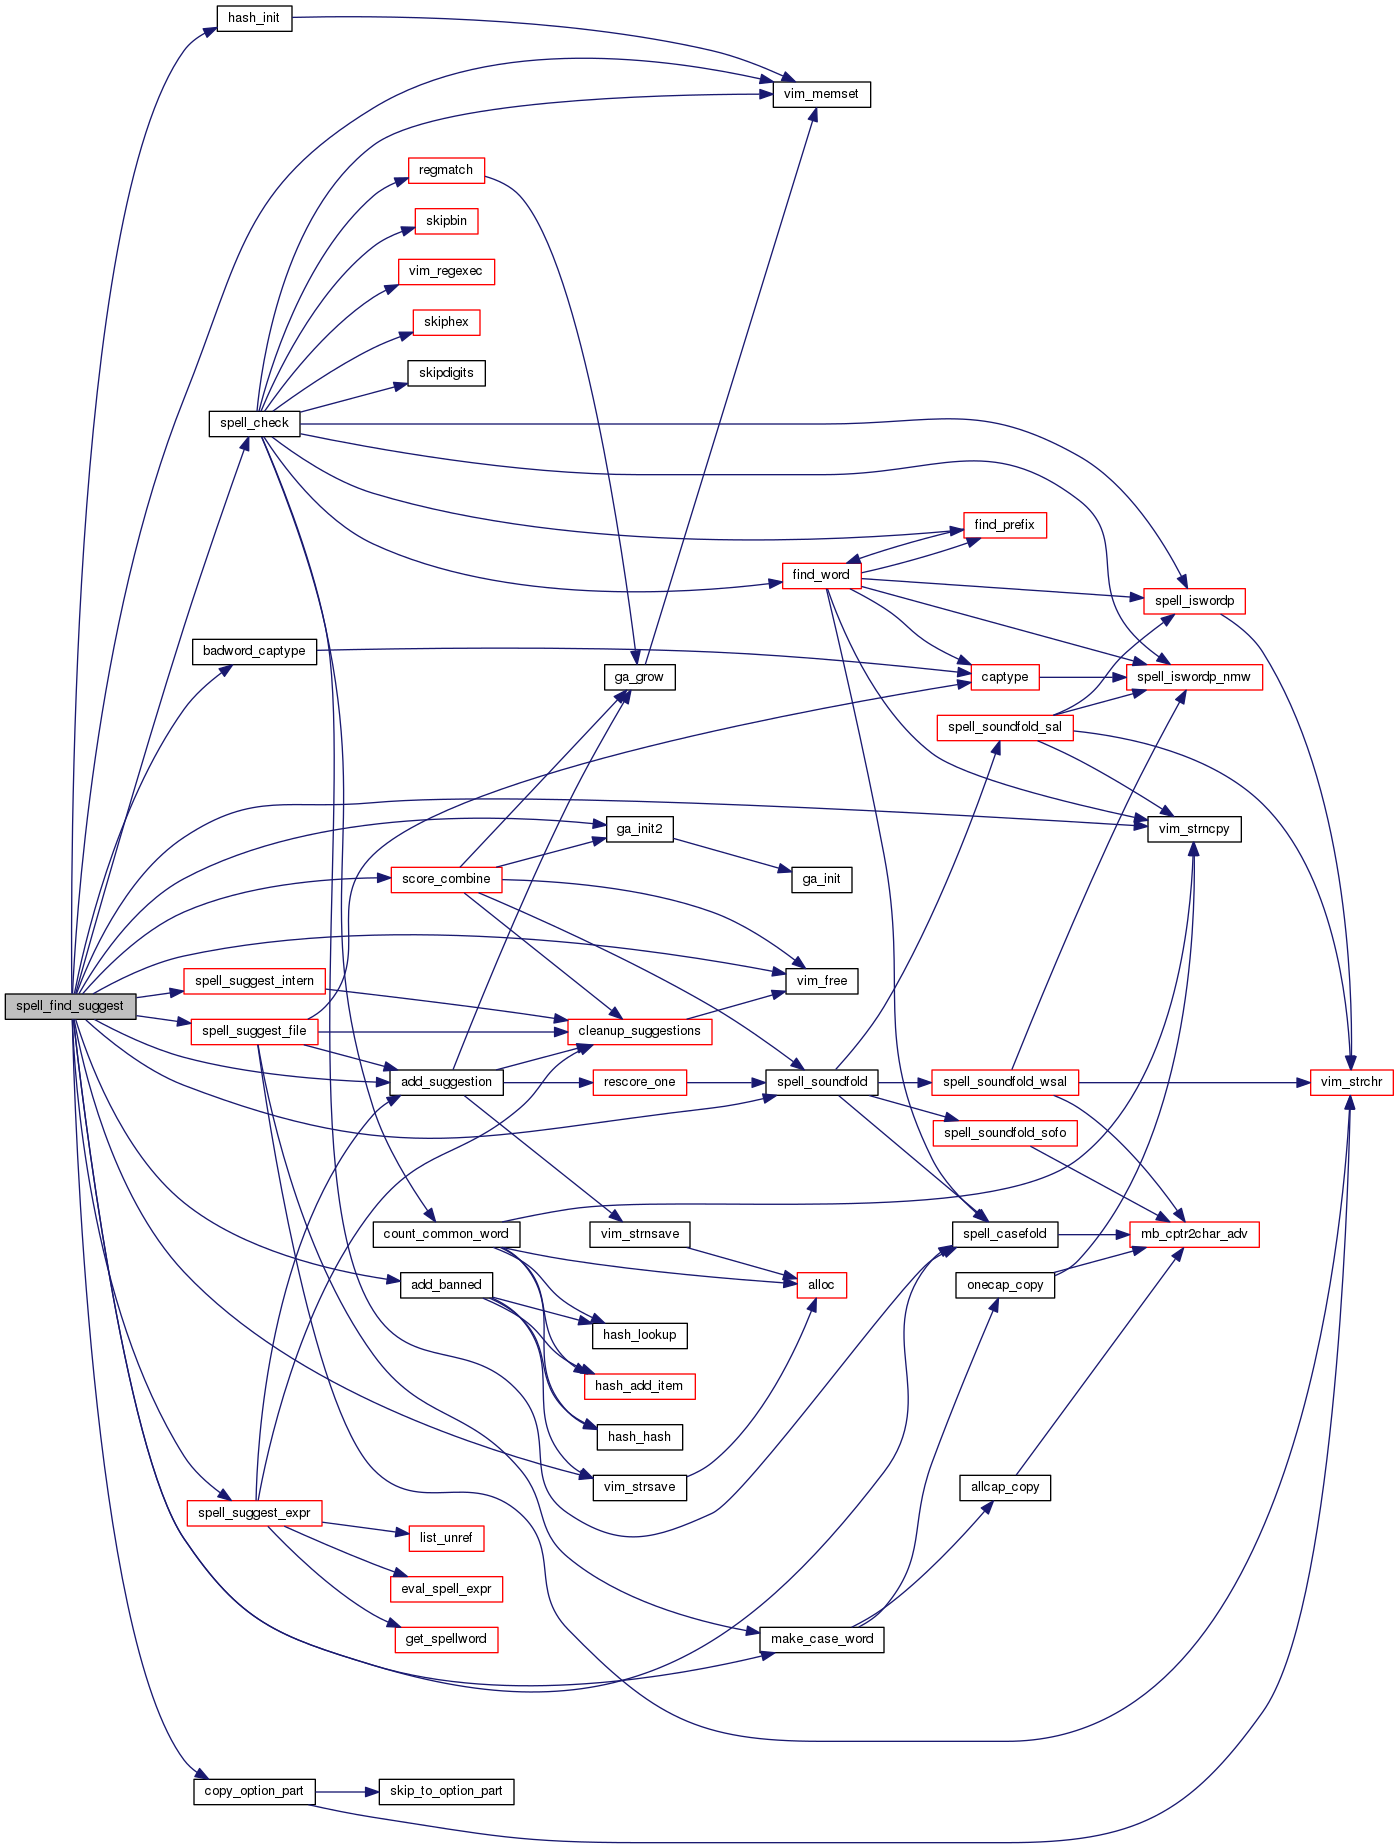 hash_init
vim_memset
regmatch
skipbin
vim_regexec
skiphex
skipdigits
spell_check
find_prefix
find_word
spell_iswordp
badword_captype
ga_grow
captype
spell_iswordp_nmw
spell_soundfold_sal
ga_init2
vim_strncpy
score_combine
ga_init
spell_suggest_intern
vim_free
spell_find_suggest
spell_suggest_file
cleanup_suggestions
add_suggestion
rescore_one
spell_soundfold
spell_soundfold_wsal
vim_strchr
spell_soundfold_sofo
count_common_word
vim_strnsave
spell_casefold
mb_cptr2char_adv
add_banned
alloc
onecap_copy
hash_lookup
hash_add_item
hash_hash
vim_strsave
allcap_copy
spell_suggest_expr
list_unref
eval_spell_expr
get_spellword
make_case_word
copy_option_part
skip_to_option_part